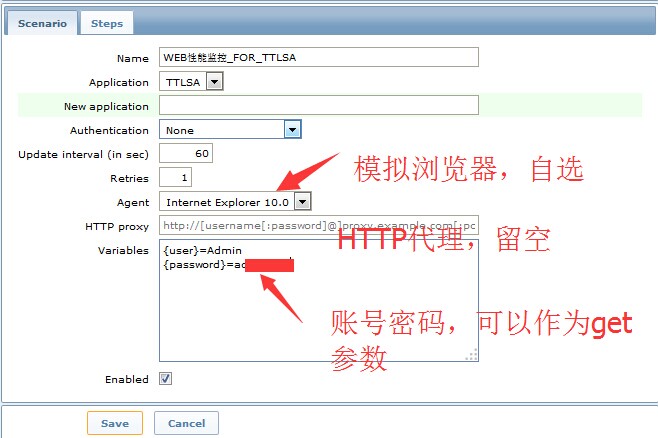 Scenario Steps
Name WEB性能监控_FOR_TTLSA
Application TTLSA
New application
Authentication None
Update interval (in sec) 60
Retries 1
模拟浏览器，自选
Agent Internet Explorer 10.0
HTTP proxy http://[username[:password]@]proxy.example.com[:pc
HTTP代理，留空
Variables {user}=Admin
{password}=ad
账号密码，可以作为get
参数
Enabled
Save Cancel